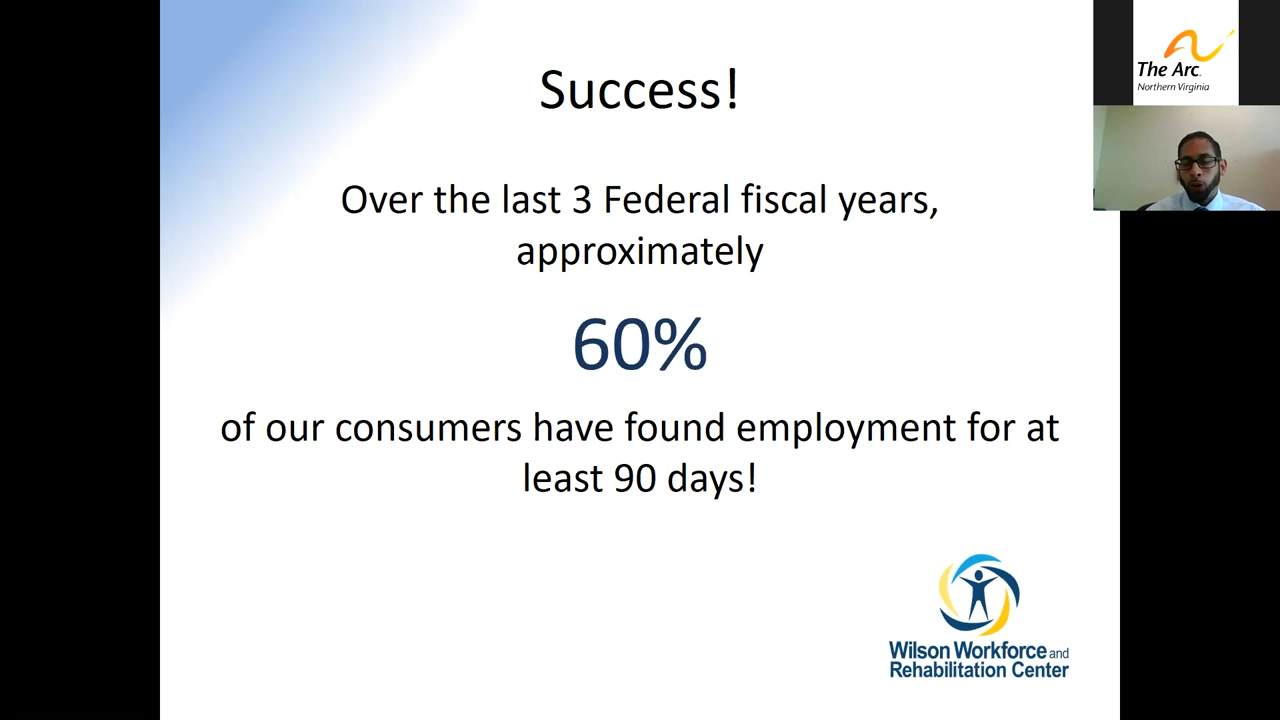 Success!
Over the last 3 Federal fiscal years,
approximately
60%
of our consumers have found employment for at
least 90 days!
Wilson Workforce and
Rehabilitation Center
The Arc.
Northern Virginia